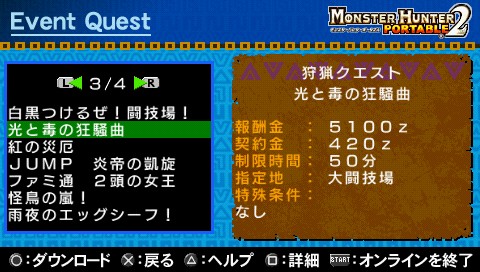 Event Quest
MONSTER HUNTER
PORTABLE 2
L 3/4 R
白黒つけるぜ！闘技場！
光と毒の狂騒曲
紅の災厄
ＪＵＭＰ　炎帝の凱旋
ファミ通　２頭の女王
怪鳥の嵐！
雨夜のエッグシーフ！
狩猟クエスト
光と毒の狂騒曲
報酬金　：　５１００ｚ
契約金　：　４２０ｚ
制限時間：　５０分
指定地　：　大闘技場
特殊条件：
なし
○:ダウンロード　×:戻る　△:ヘルプ　□:詳細　START:オンラインを終了